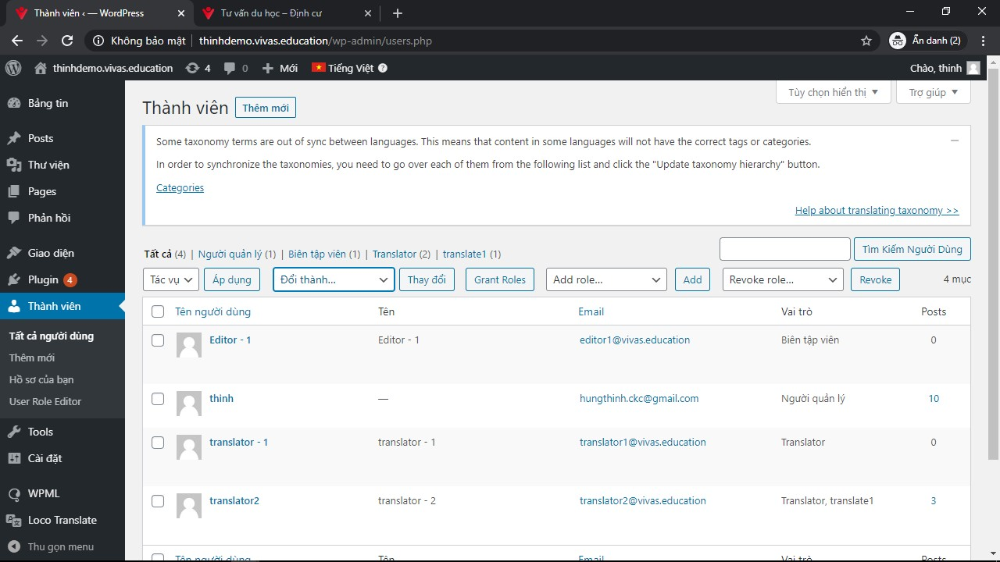 Thành viên ‹ — WordPress
Tư vấn du học – Định cư
Không bảo mật
thinhdemo.vivas.education/wp-admin/users.php
Ẩn danh (2)
thinhdemo.vivas.education
4
0
Mới
Tiếng Việt
Chào, thinh
Bảng tin
Posts
Thư viện
Pages
Phản hồi
Giao diện
Plugin 4
Thành viên
Tất cả người dùng
Thêm mới
Hồ sơ của bạn
User Role Editor
Tools
Cài đặt
WPML
Loco Translate
Thu gọn menu
Tùy chọn hiển thị
Trợ giúp
Thành viên
Thêm mới
Some taxonomy terms are out of sync between languages. This means that content in some languages will not have the correct tags or categories.
In order to synchronize the taxonomies, you need to go over each of them from the following list and click the "Update taxonomy hierarchy" button.
Categories
Help about translating taxonomy >>
Tất cả (4) | Người quản lý (1) | Biên tập viên (1) | Translator (2) | translate1 (1)
Tìm Kiếm Người Dùng
Tác vụ
Áp dụng
Đổi thành...
Thay đổi
Grant Roles
Add role...
Add
Revoke role...
Revoke
4 mục
Tên người dùng Tên Email Vai trò Posts
Editor - 1 Editor - 1 editor1@vivas.education Biên tập viên 0
thinh — hungthinh.ckc@gmail.com Người quản lý 10
translator - 1 translator - 1 translator1@vivas.education Translator 0
translator2 translator - 2 translator2@vivas.education Translator, translate1 3
Tên người dùng Tên Email Vai trò Posts